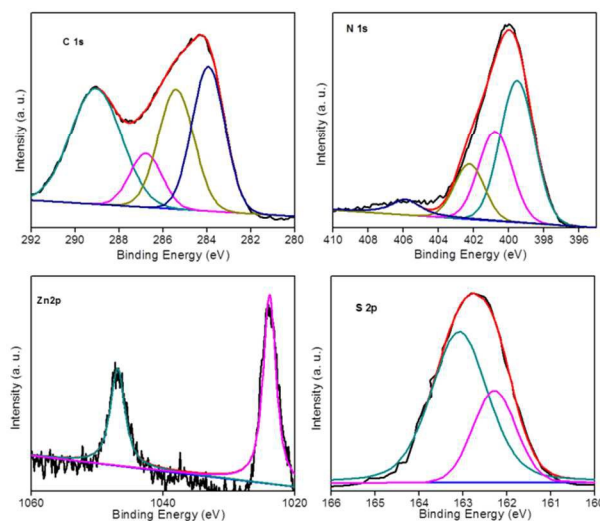 C 1s
Intensity (a. u.)
292 290 288 286 284 282 280
Binding Energy (eV)
N 1s
Intensity (a. u.)
410 408 406 404 402 400 398 396
Binding Energy (eV)
Zn2p
Intensity (a. u.)
1060 1040 1020
Binding Energy (eV)
S 2p
Intensity (a. u.)
166 165 164 163 162 161 160
Binding Energy (eV)